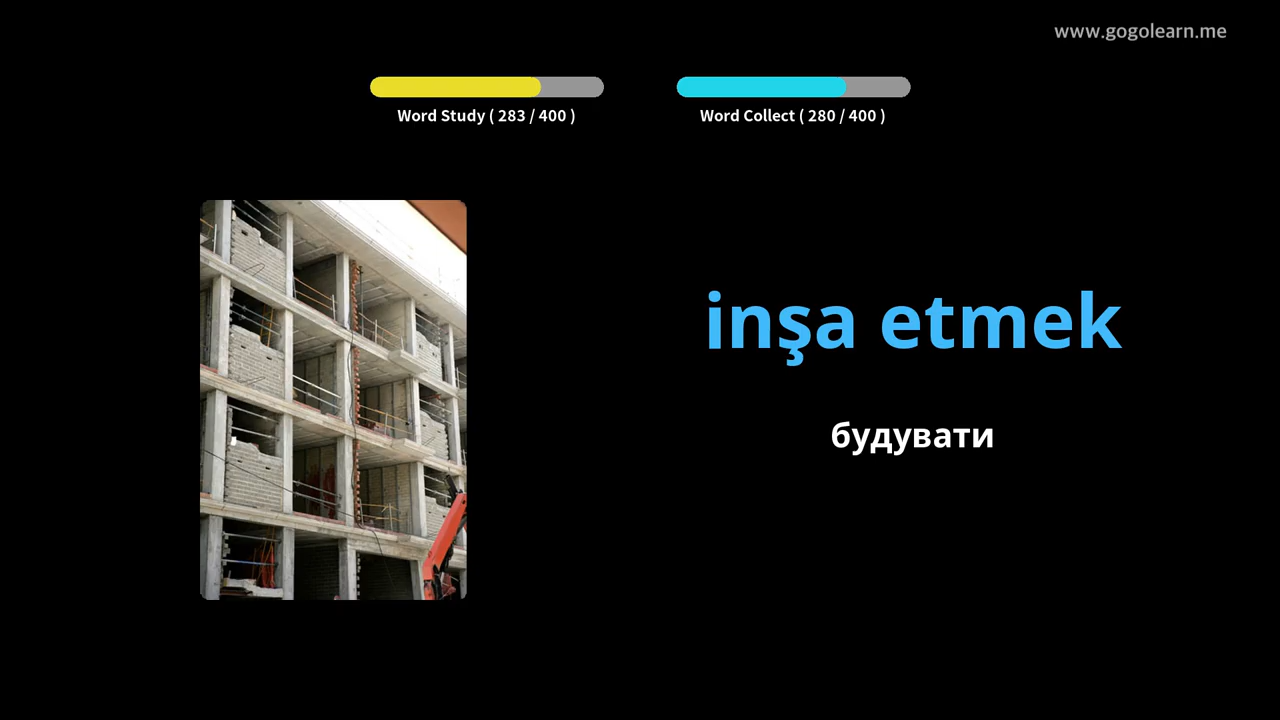 www.gogolearn.me
Word Study ( 283 / 400 )
Word Collect ( 280 / 400 )
inşa etmek
будувати